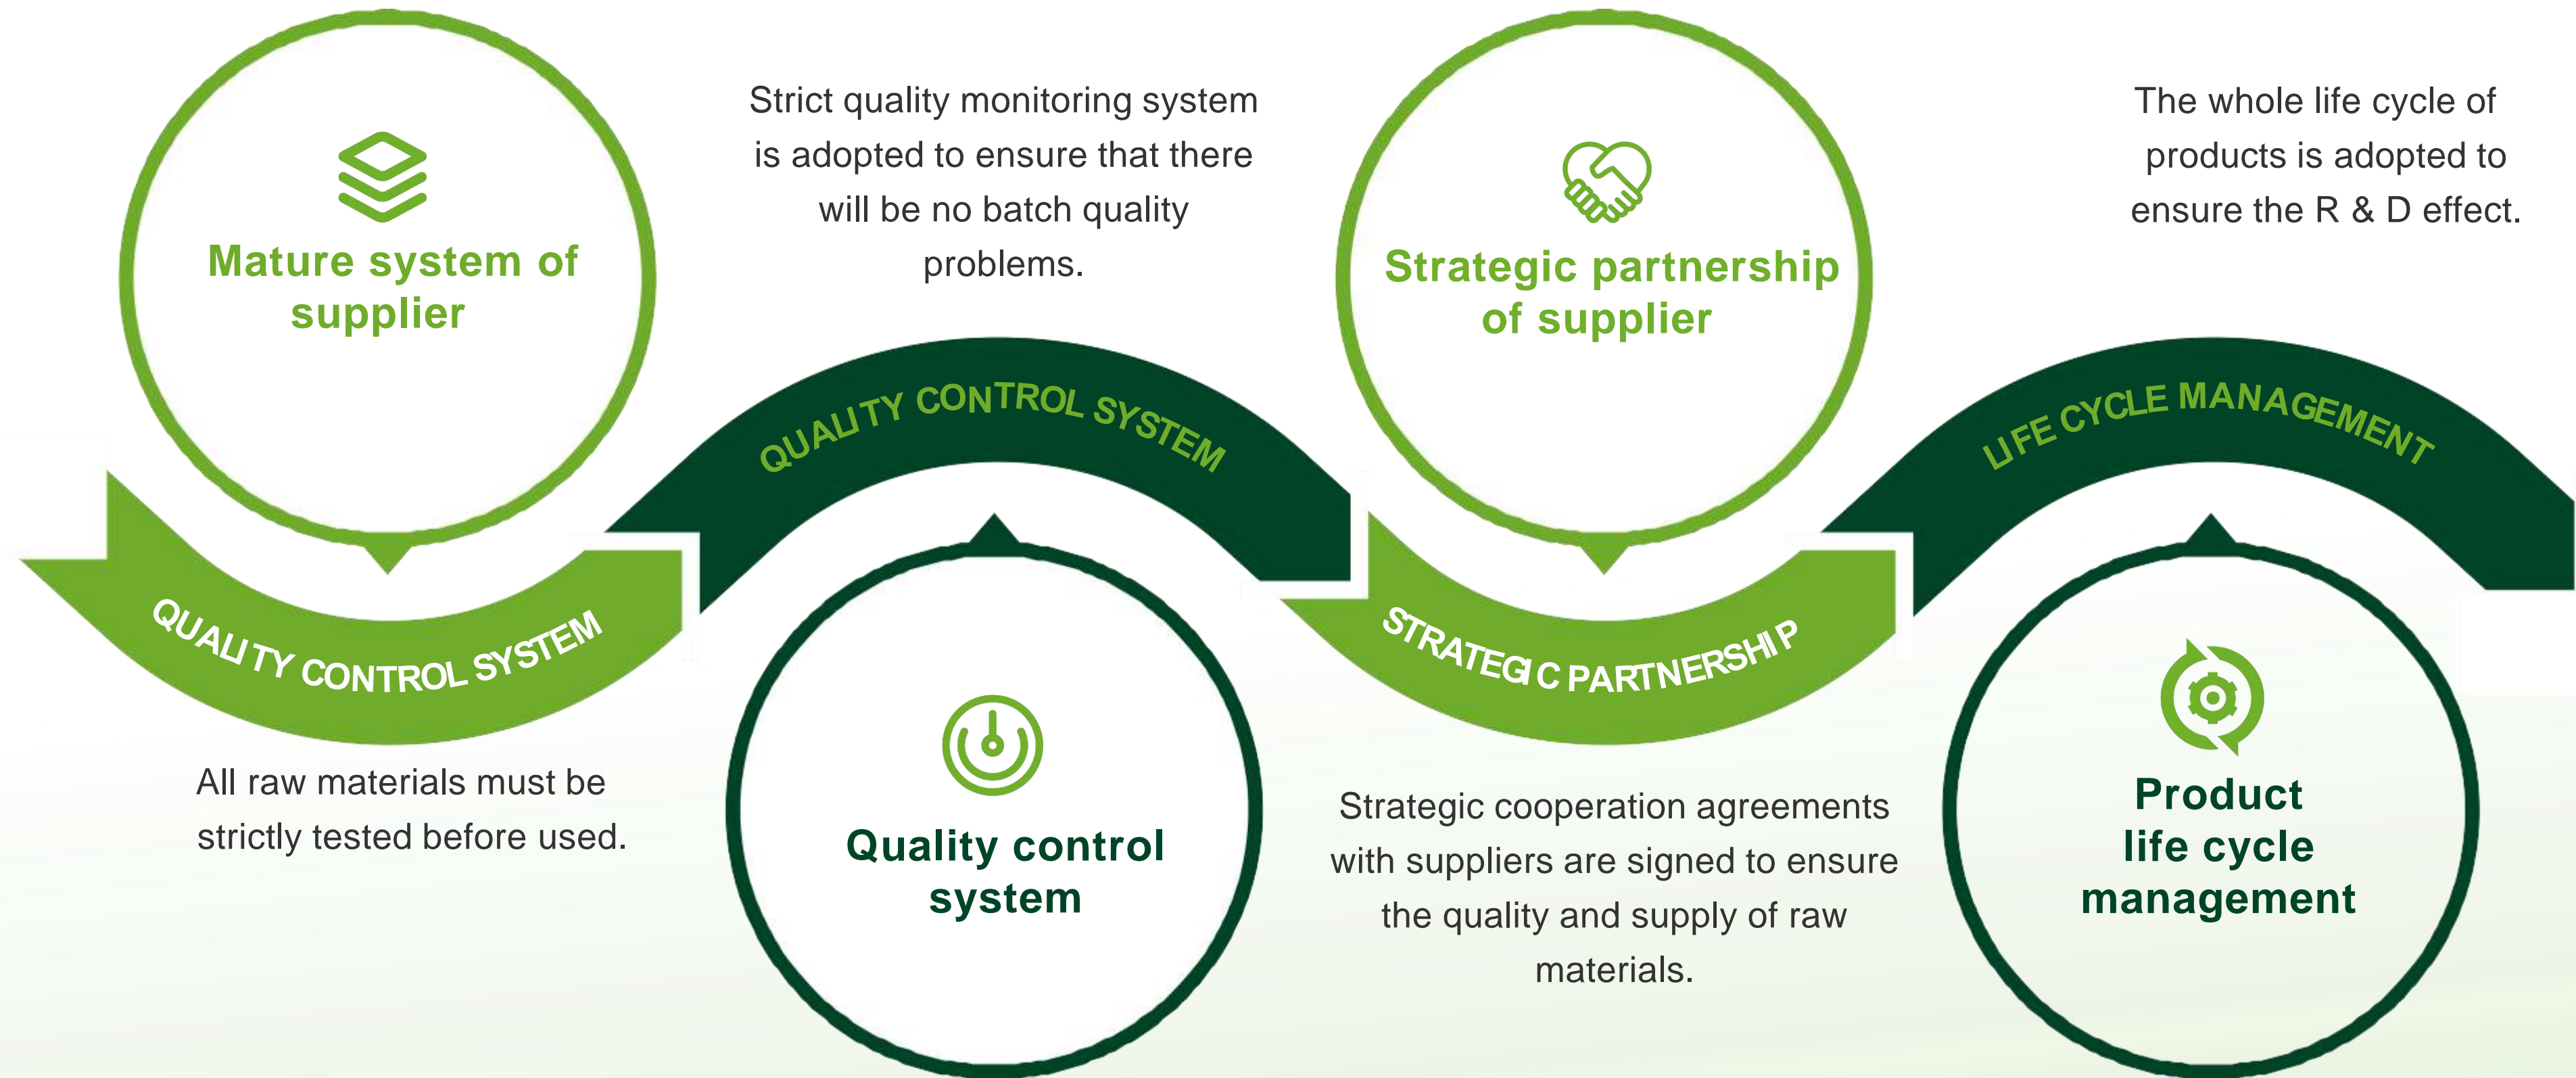 Mature system of
supplier
QUALITY CONTROL SYSTEM
All raw materials must be
strictly tested before used.
Strict quality monitoring system
is adopted to ensure that there
will be no batch quality
problems.
QUALITY CONTROL SYSTEM
Quality control
system
Strategic partnership
of supplier
STRATEGIC PARTNERSHIP
Strategic cooperation agreements
with suppliers are signed to ensure
the quality and supply of raw
materials.
The whole life cycle of
products is adopted to
ensure the R & D effect.
LIFE CYCLE MANAGEMENT
Product
life cycle
management